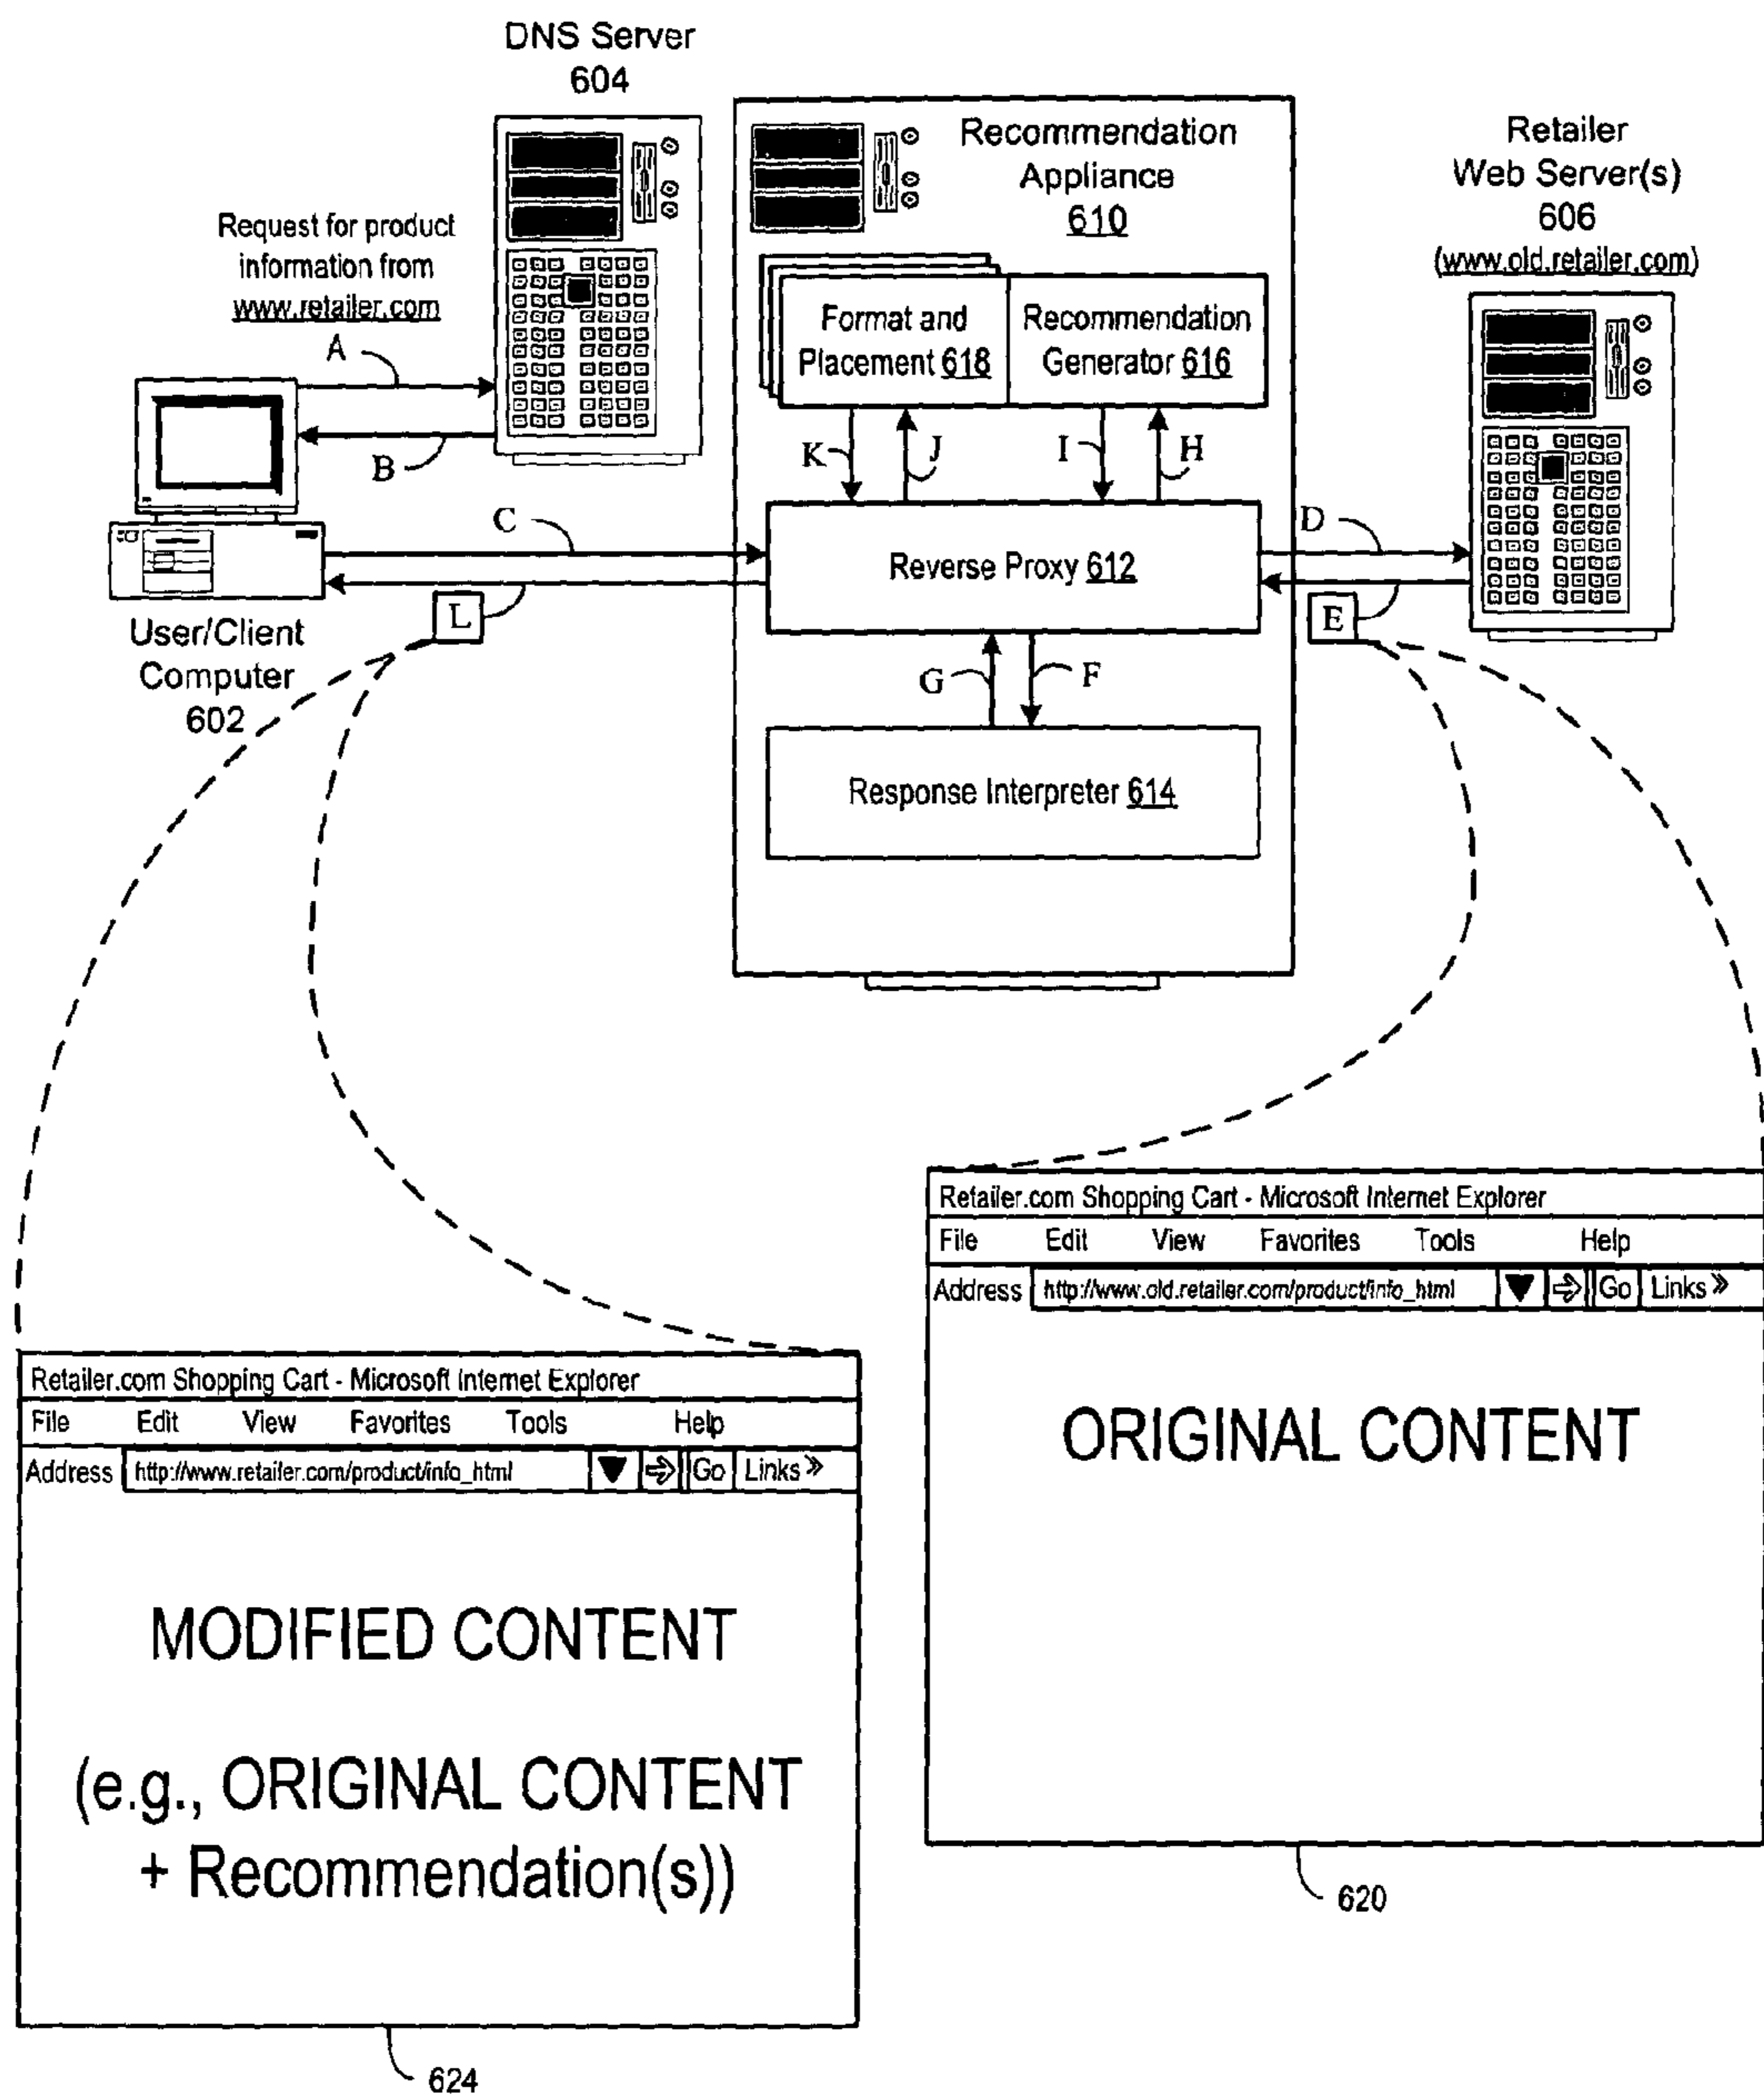 DNS Server
604
Request for product
information from
www.retailer.com
A
B
Recommendation
Appliance
610
Format and
Placement 618
Recommendation
Generator 616
Retailer
Web Server(s)
606
(www.old.retailer.com)
K
J
I
H
C
D
Reverse Proxy 612
L
E
User/Client
Computer
602
G
F
Response Interpreter 614
Retailer.com Shopping Cart - Microsoft Internet Explorer
File Edit View Favorites Tools Help
Address http://www.old.retailer.com/product/info_html Go Links »
ORIGINAL CONTENT
620
Retailer.com Shopping Cart - Microsoft Internet Explorer
File Edit View Favorites Tools Help
Address http://www.retailer.com/product/info_html Go Links »
MODIFIED CONTENT
(e.g., ORIGINAL CONTENT
+ Recommendation(s))
624